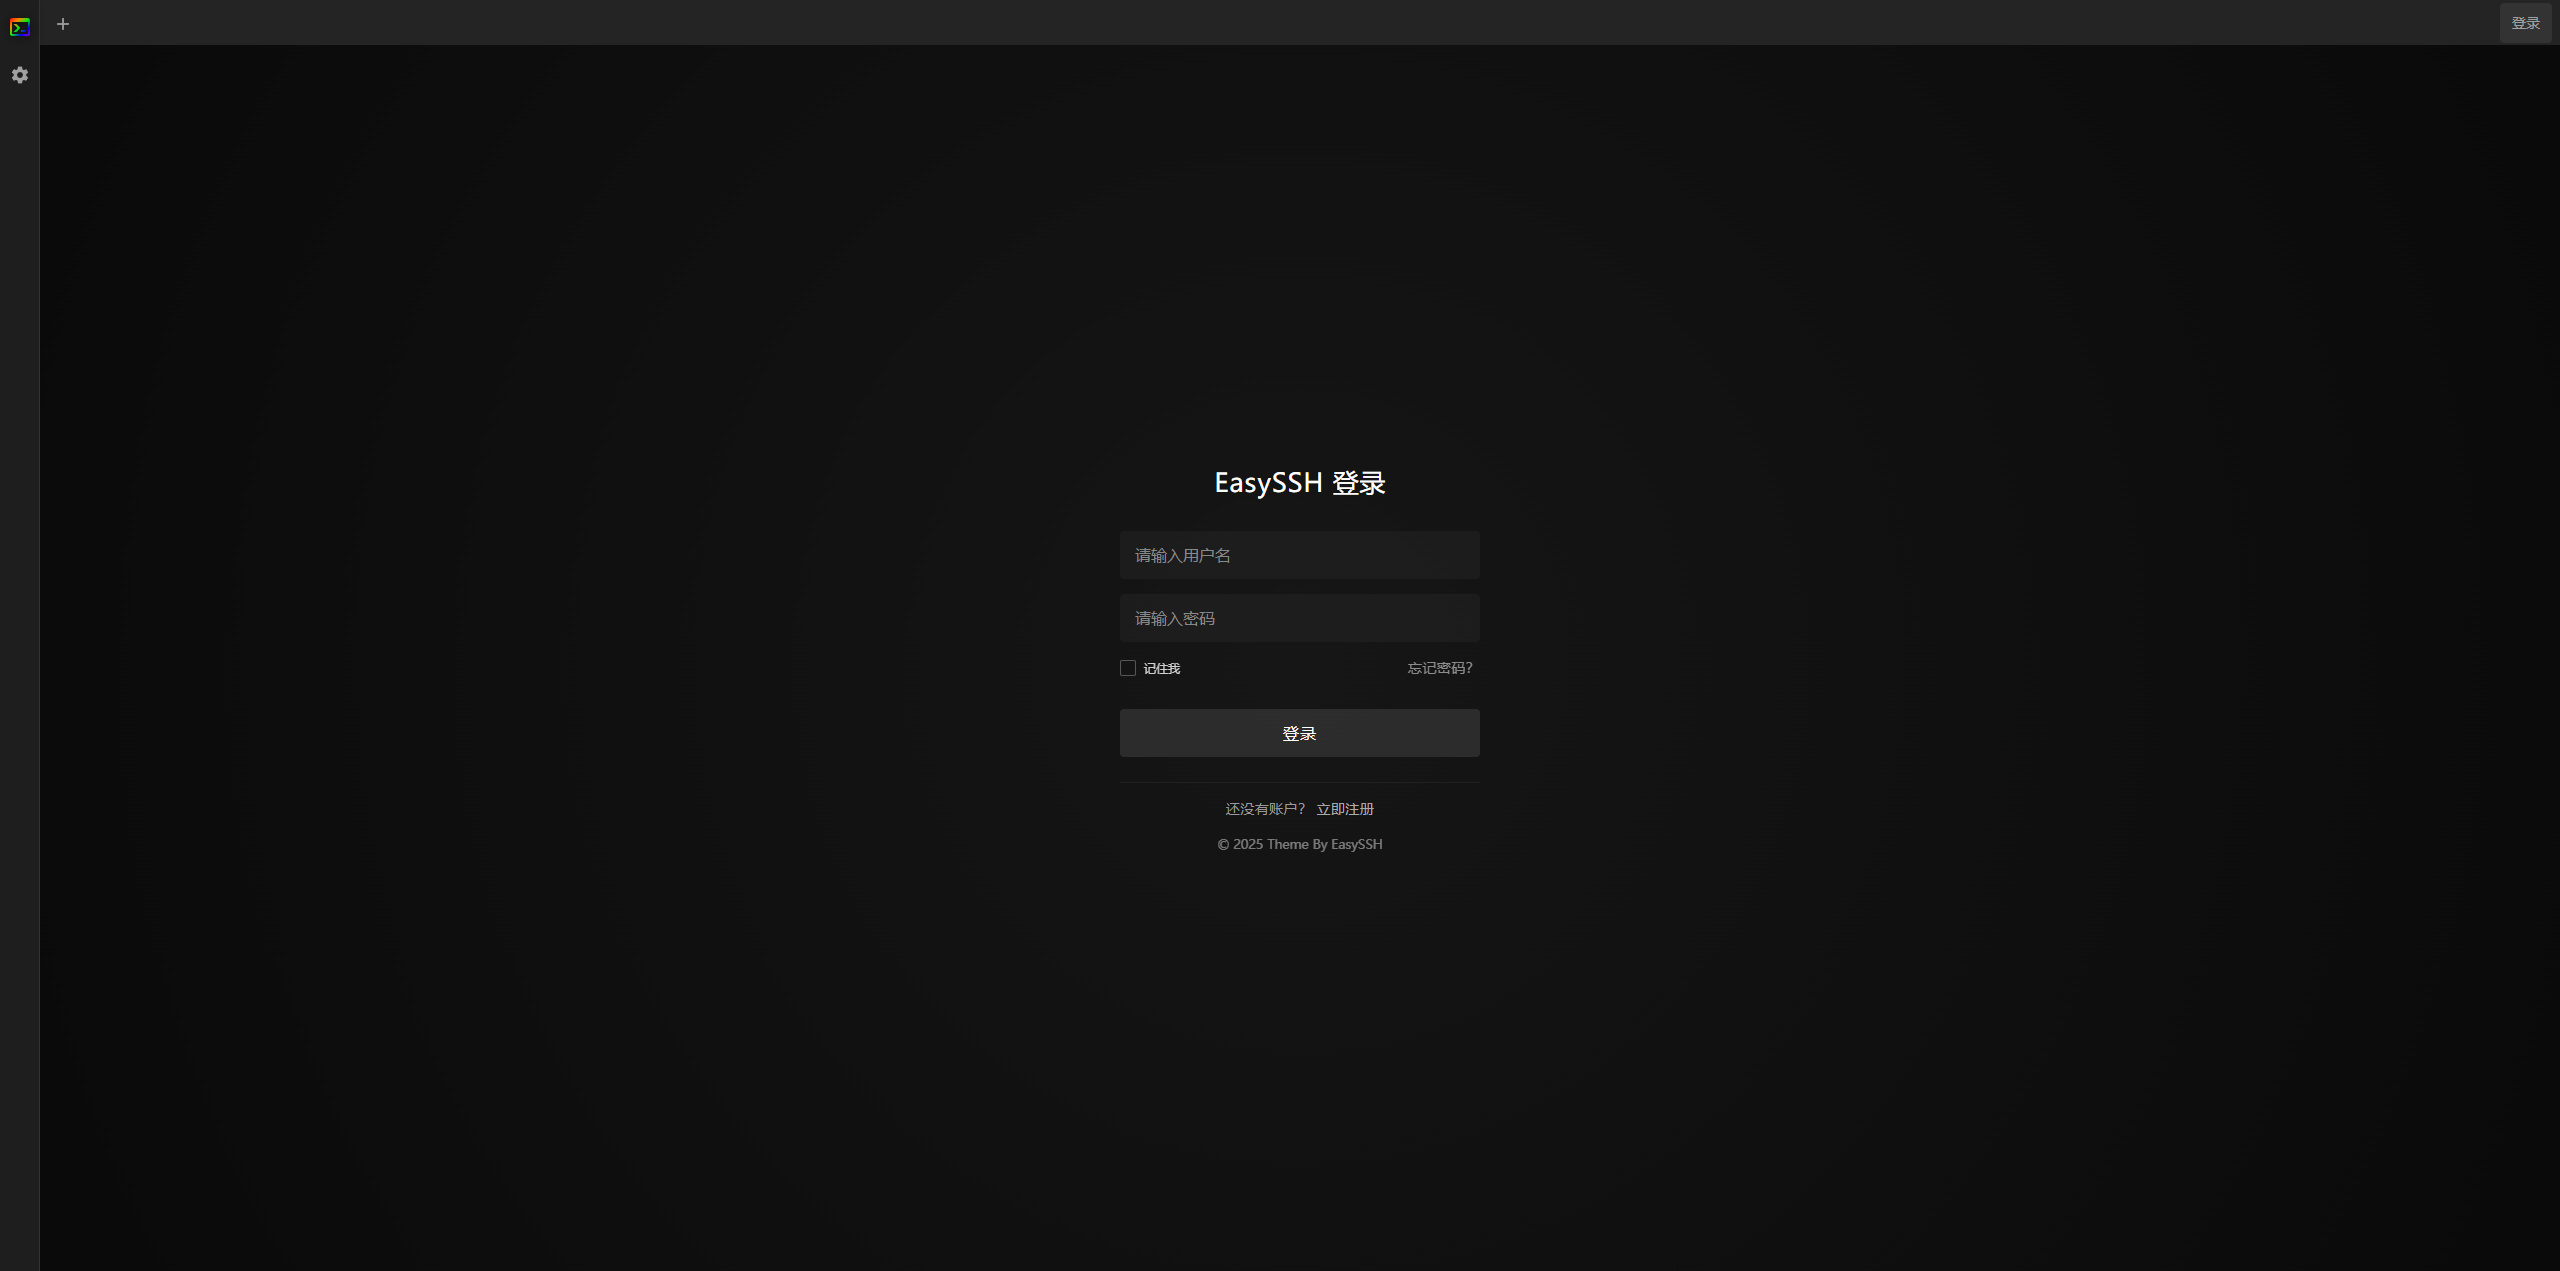 登录
EasySSH 登录
请输入用户名
请输入密码
记住我 忘记密码?
登录
还没有账户? 立即注册
© 2025 Theme By EasySSH